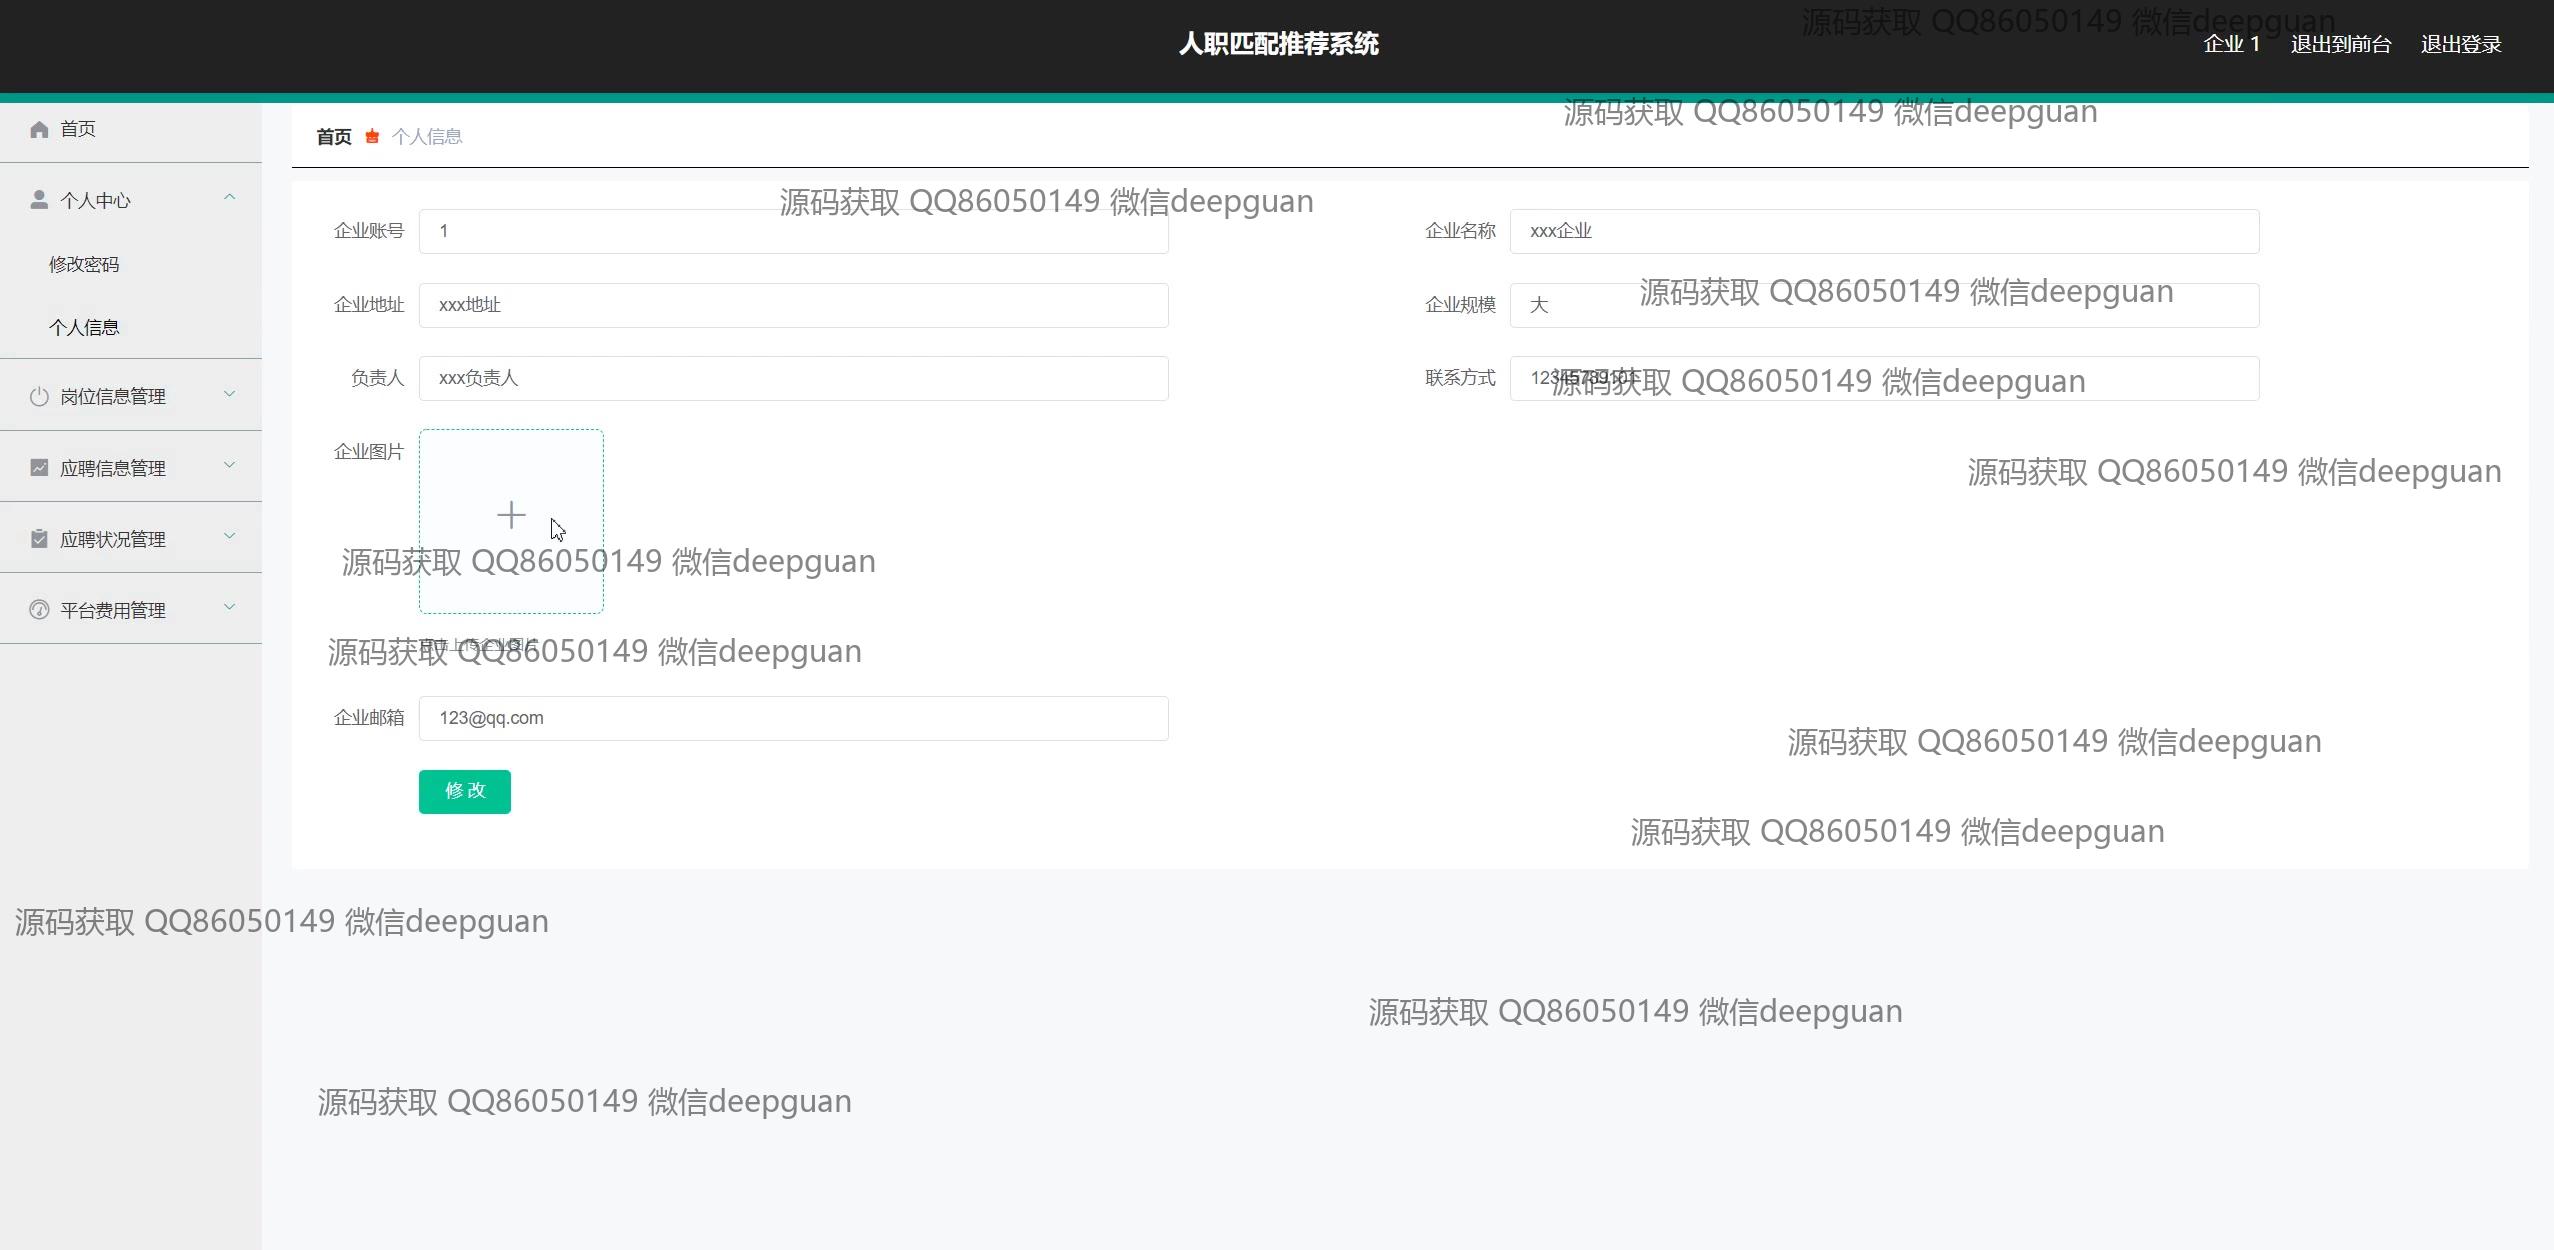 源码获取 QQ86050149 微信deepguan
人职匹配推荐系统
企业 1 退出到前台 退出登录
源码获取 QQ86050149 微信deepguan
首页
首页 个人信息
源码获取 QQ86050149 微信deepguan
个人中心
企业账号 1
企业名称 xxx企业
修改密码
源码获取 QQ86050149 微信deepguan
企业地址 xxx地址
企业规模 大
个人信息
负责人 xxx负责人
联系方式 12345789101
源码获取 QQ86050149 微信deepguan
岗位信息管理
企业图片
源码获取 QQ86050149 微信deepguan
应聘信息管理
应聘状况管理
源码获取 QQ86050149 微信deepguan
平台费用管理
点击上传企业图片
源码获取 QQ86050149 微信deepguan
企业邮箱 123@qq.com
源码获取 QQ86050149 微信deepguan
修改
源码获取 QQ86050149 微信deepguan
源码获取 QQ86050149 微信deepguan
源码获取 QQ86050149 微信deepguan
源码获取 QQ86050149 微信deepguan